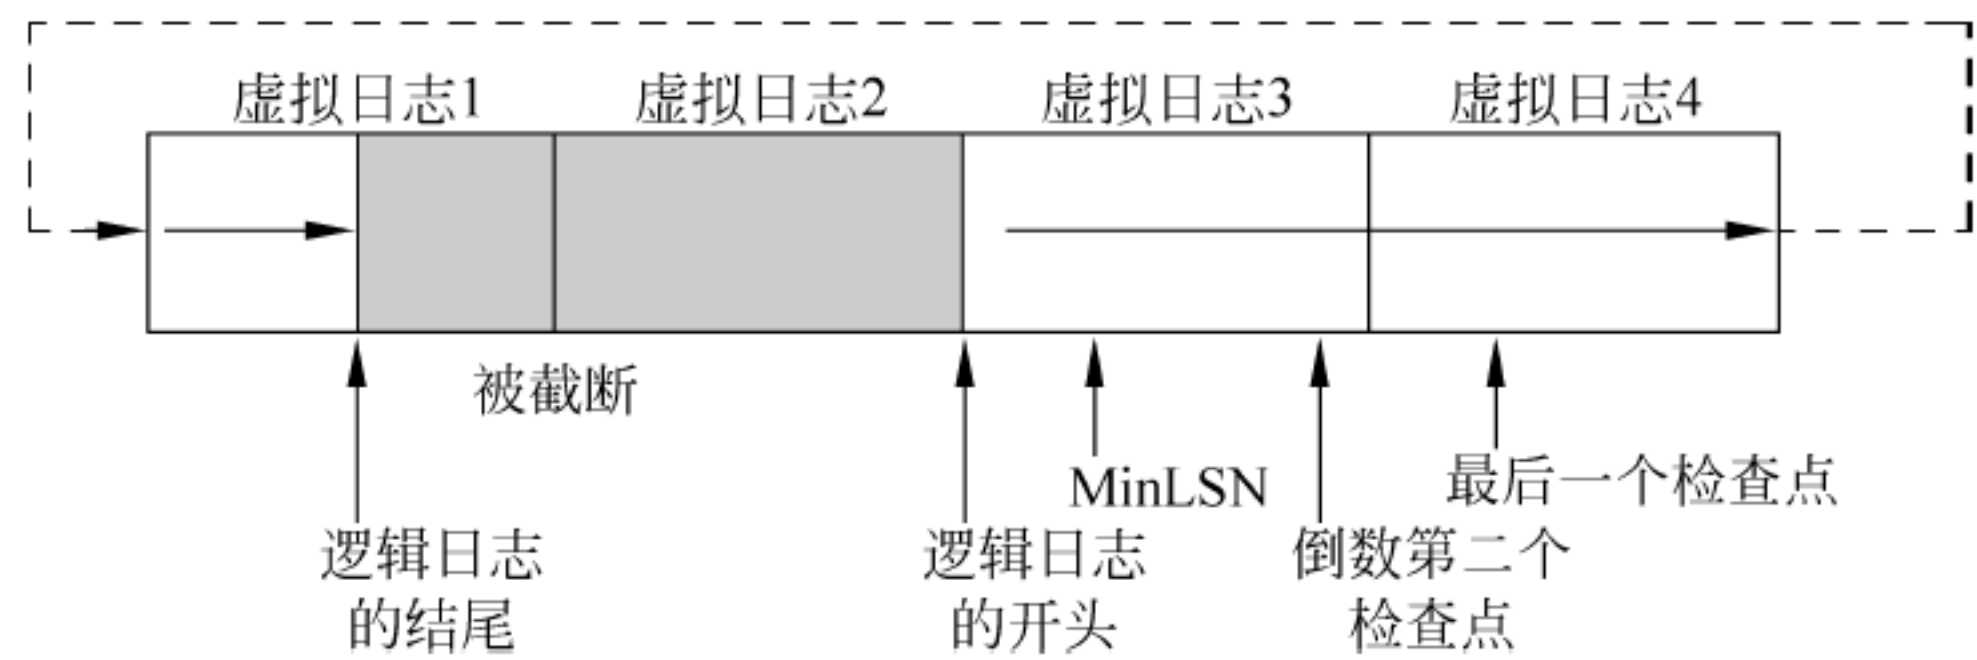 虚拟日志1
虚拟日志2
虚拟日志3
虚拟日志4
被截断
MinLSN
最后一个检查点
逻辑日志
的结尾
逻辑日志
的开头
倒数第二个
检查点